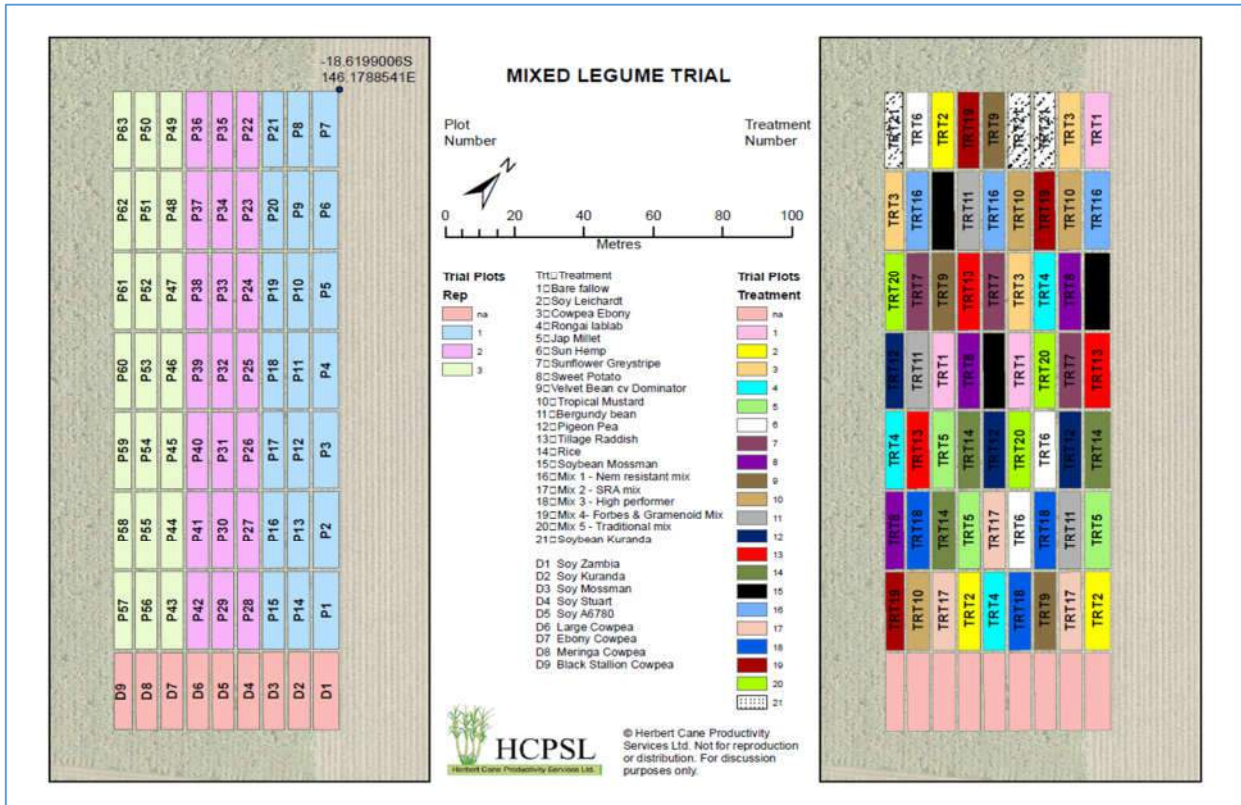 -18.6199006S
146.1788541E
P63 P50 P49 P36 P35 P22 P21 P8 P7
P62 P51 P48 P37 P34 P23 P20 P9 P6
P61 P52 P47 P38 P33 P24 P19 P10 P5
P60 P53 P46 P39 P32 P25 P18 P11 P4
P59 P54 P45 P40 P31 P26 P17 P12 P3
P58 P55 P44 P41 P30 P27 P16 P13 P2
P57 P56 P43 P42 P29 P28 P15 P14 P1
D9 D8 D7 D6 D5 D4 D3 D2 D1
MIXED LEGUME TRIAL
Plot
Number
Treatment
Number
N
0 20 40 60 80 100
Metres
Trial Plots
Rep
na
1
2
3
Trt□Treatment
1□Bare fallow
2□Soy Leichardt
3□Cowpea Ebony
4□Rongai lablab
5□Jap Millet
6□Sun Hemp
7□Sunflower Greystripe
8□Sweet Potato
9□Velvet Bean cv Dominator
10□Tropical Mustard
11□Bergundy bean
12□Pigeon Pea
13□Tillage Raddish
14□Rice
15□Soybean Mossman
16□Mix 1 - Nem resistant mix
17□Mix 2 - SRA mix
18□Mix 3 - High performer
19□Mix 4- Forbes & Gramenoid Mix
20□Mix 5 - Traditional mix
21□Soybean Kuranda
D1 Soy Zambia
D2 Soy Kuranda
D3 Soy Mossman
D4 Soy Stuart
D5 Soy A6780
D6 Large Cowpea
D7 Ebony Cowpea
D8 Meringa Cowpea
D9 Black Stallion Cowpea
Trial Plots
Treatment
na
1
2
3
4
5
6
7
8
9
10
11
12
13
14
15
16
17
18
19
20
21
HCPSL
Herbert Cane Productivity Services Ltd.
© Herbert Cane Productivity
Services Ltd. Not for reproduction
or distribution. For discussion
purposes only.
TRT21 TRT6 TRT2 TRT19 TRT9 TRT21 TRT21 TRT3 TRT1
TRT3 TRT16 TRT11 TRT16 TRT10 TRT19 TRT10 TRT16
TRT20 TRT7 TRT9 TRT13 TRT7 TRT3 TRT4 TRT8
TRT12 TRT11 TRT1 TRT8 TRT1 TRT20 TRT7 TRT13
TRT4 TRT13 TRT5 TRT14 TRT12 TRT20 TRT6 TRT12 TRT14
TRT8 TRT18 TRT14 TRT5 TRT17 TRT6 TRT18 TRT11 TRT5
TRT19 TRT10 TRT17 TRT2 TRT4 TRT18 TRT9 TRT17 TRT2